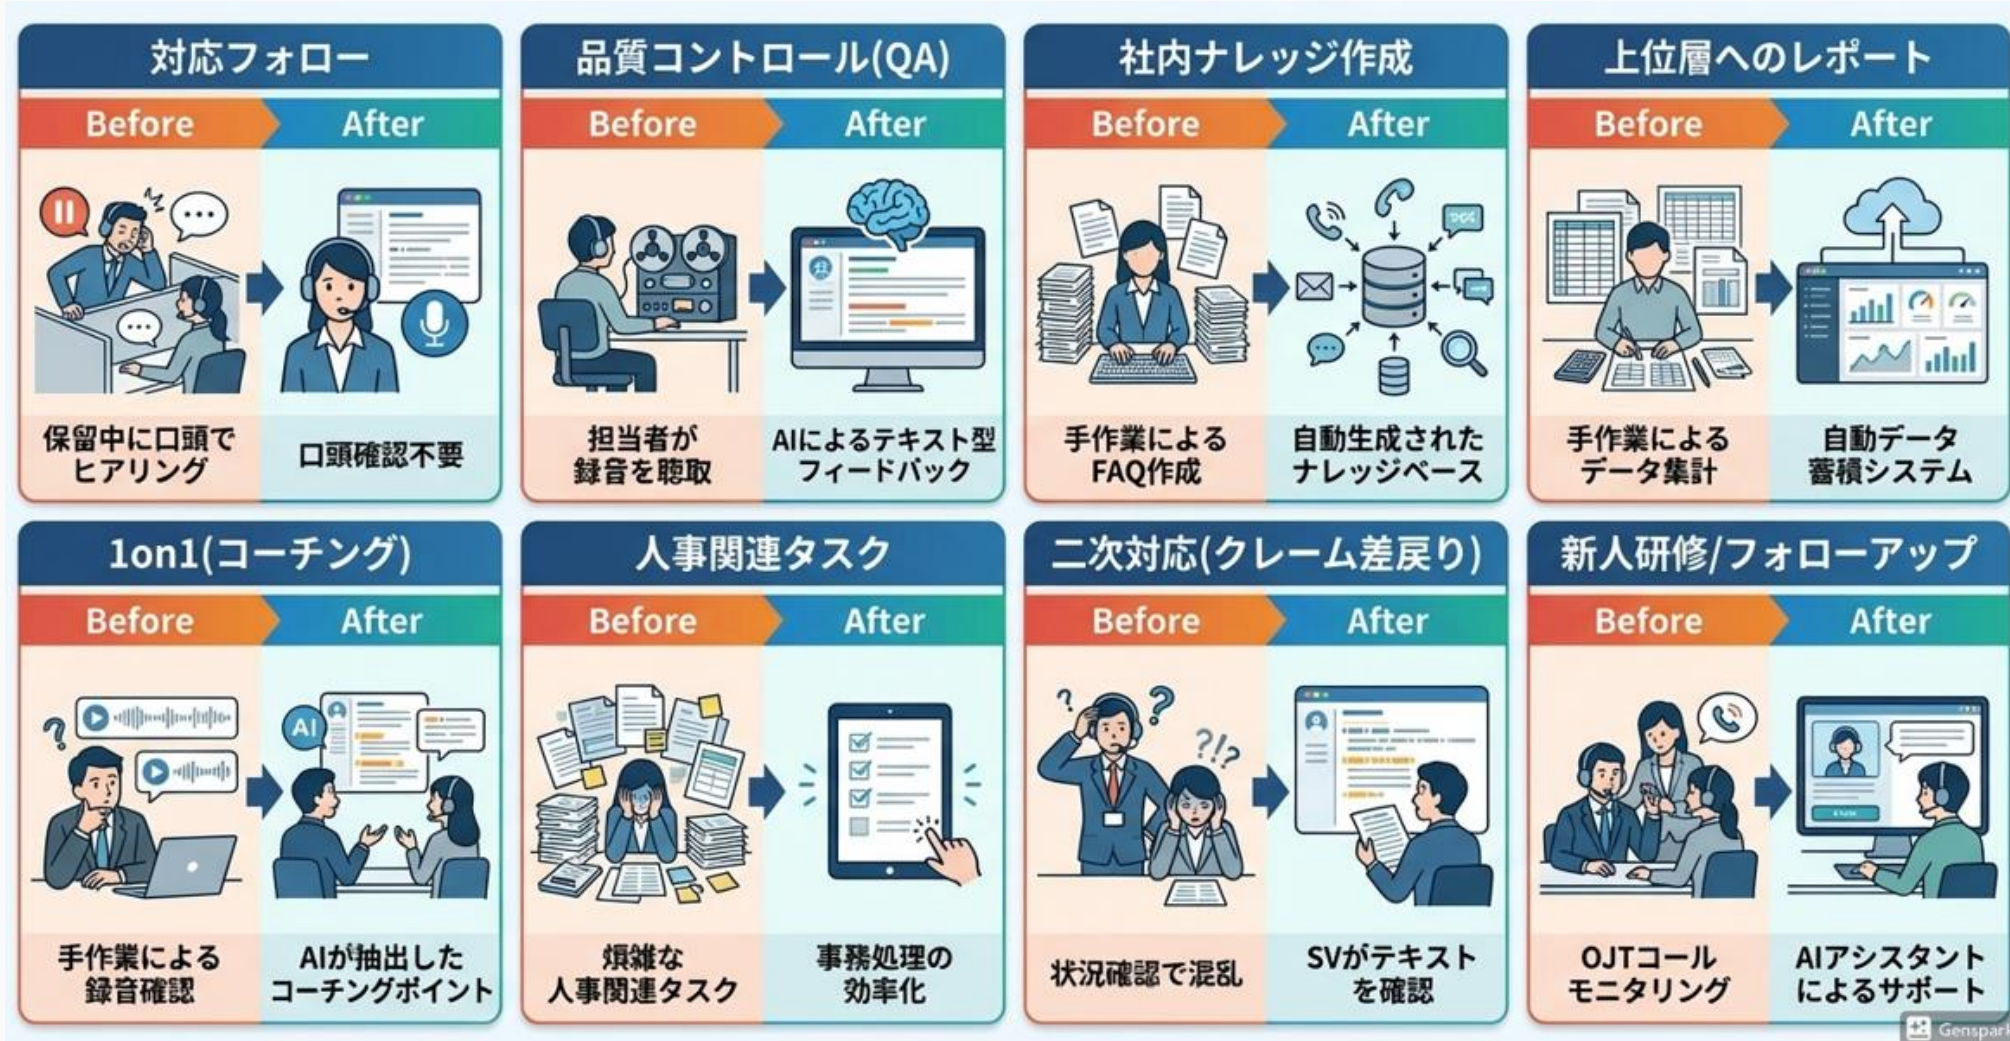 対応フォロー
Before
After
保留中に口頭で
ヒアリング
口頭確認不要
品質コントロール(QA)
Before
After
担当者が
録音を聴取
AIによるテキスト型
フィードバック
社内ナレッジ作成
Before
After
手作業による
FAQ作成
自動生成された
ナレッジベース
上位層へのレポート
Before
After
手作業による
データ集計
自動データ
蓄積システム
1on1(コーチング)
Before
After
AI
手作業による
録音確認
AIが抽出した
コーチングポイント
人事関連タスク
Before
After
煩雑な
人事関連タスク
事務処理の
効率化
二次対応(クレーム差戻り)
Before
After
? ?
?!?
状況確認で混乱
SVがテキスト
を確認
新人研修/フォローアップ
Before
After
OJTコール
モニタリング
AIアシスタント
によるサポート
Genspark